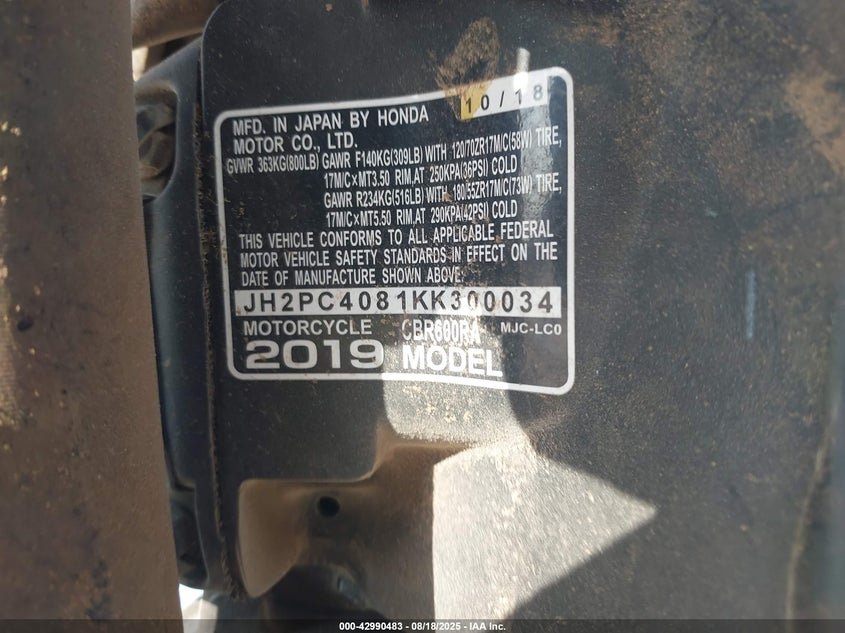 10/18
MFD. IN JAPAN BY HONDA
MOTOR CO., LTD.
GVWR 363KG(800LB) GAWR F140KG(309LB) WITH 120/70ZR17M/C(58W) TIRE,
17M/C×MT3.50 RIM,AT 250KPA(36PSI) COLD
GAWR R234KG(516LB) WITH 180/55ZR17M/C(73W) TIRE,
17M/C×MT5.50 RIM,AT 290KPA(42PSI) COLD
THIS VEHICLE CONFORMS TO ALL APPLICABLE FEDERAL
MOTOR VEHICLE SAFETY STANDARDS IN EFFECT ON THE
DATE OF MANUFACTURE SHOWN ABOVE.
JH2PC4081KK300034
MOTORCYCLE CBR600RA MJC-LC0
2019 MODEL
000-42990483 - 08/18/2025 - IAA Inc.